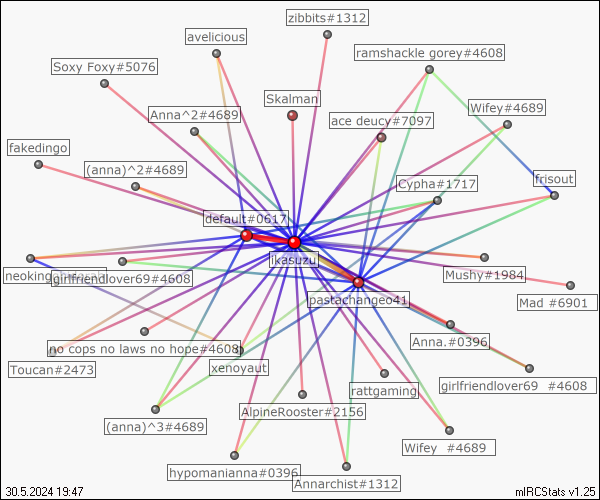 zibbits#1312
avelicious
ramshackle gorey#4608
Soxy Foxy#5076
Skalman
Anna^2#4689
Wifey#4689
ace deucy#7097
fakedingo
(anna)^2#4689
Cypha#1717
frisout
default#0617
ikasuzu
neoking
girlfriendlover69#4608
Mushy#1984
pastachangeo41
Mad  #6901
Anna.#0396
no cops no laws no hope#4608
xenoyaut
Toucan#2473
rattgaming
girlfriendlover69  #4608
AlpineRooster#2156
(anna)^3#4689
Wifey  #4689
hypomanianna#0396
Annarchist#1312
30.5.2024 19:47
mIRCStats v1.25